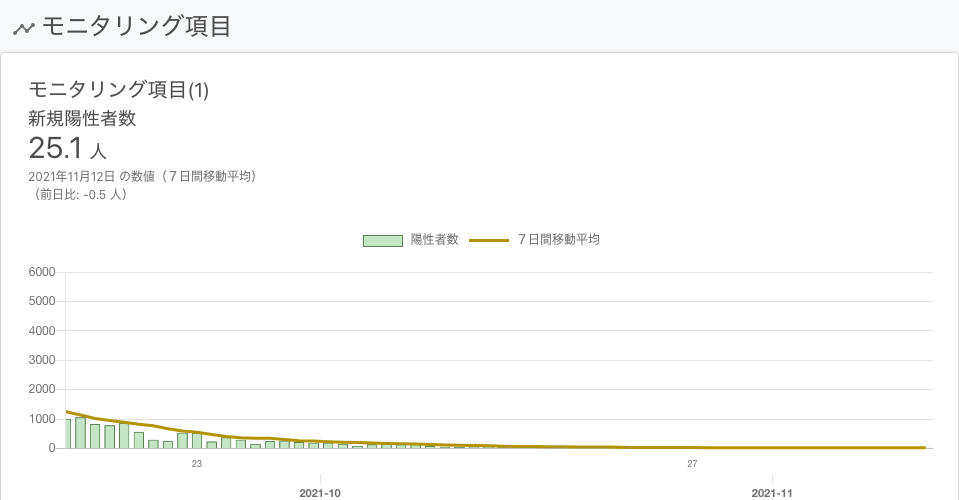 モニタリング項目
モニタリング項目(1)
新規陽性者数
25.1 人
2021年11月12日 の数値（７日間移動平均）
（前日比: -0.5 人）
陽性者数 ７日間移動平均
6000
5000
4000
3000
2000
1000
0
23 27
2021-10 2021-11